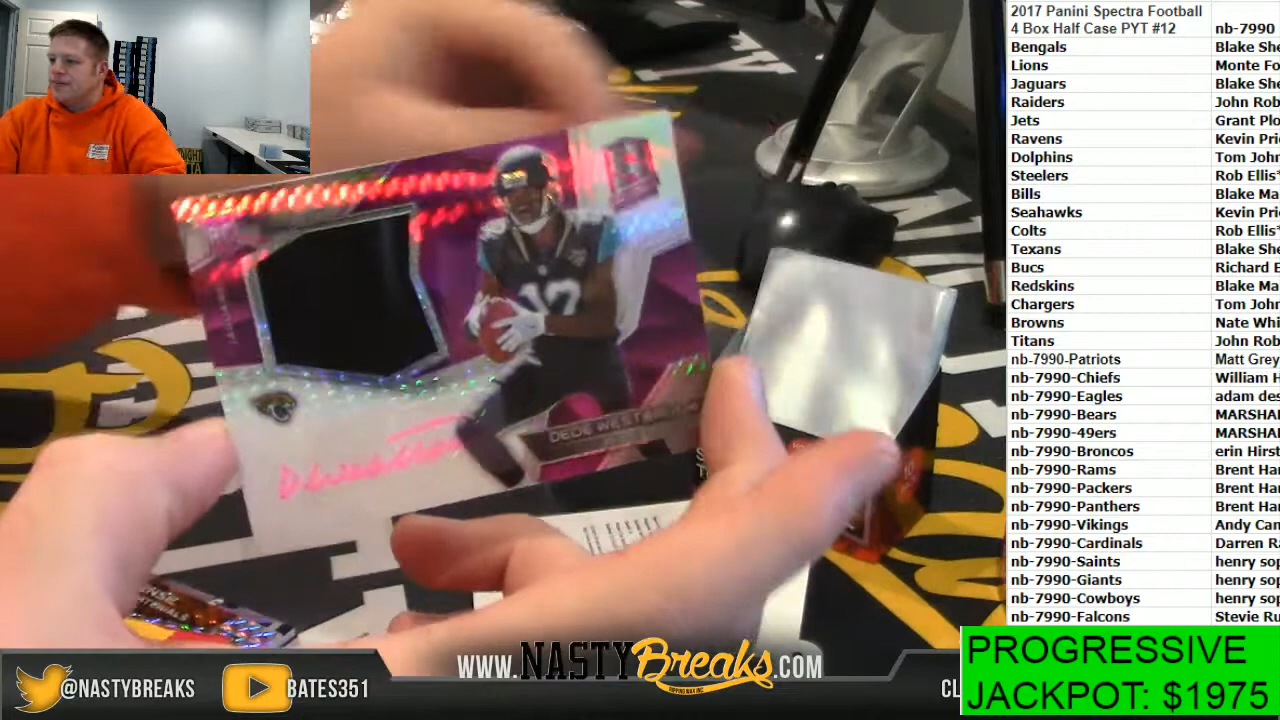 2017 Panini Spectra Football
4 Box Half Case PYT #12 nb-7990
Bengals Blake She
Lions Monte Fo
Jaguars Blake She
Raiders John Rob
Jets Grant Plo
Ravens Kevin Pri
Dolphins Tom John
Steelers Rob Ellis*
Bills Blake Ma
Seahawks Kevin Pri
Colts Rob Ellis*
Texans Blake She
Bucs Richard E
Redskins Blake Ma
Chargers Tom John
Browns Nate Whi
Titans John Rob
nb-7990-Patriots Matt Grey
nb-7990-Chiefs William H
nb-7990-Eagles adam des
nb-7990-Bears MARSHAL
nb-7990-49ers MARSHAL
nb-7990-Broncos erin Hirst
nb-7990-Rams Brent Har
nb-7990-Packers Brent Har
nb-7990-Panthers Brent Har
nb-7990-Vikings Andy Can
nb-7990-Cardinals Darren Ra
nb-7990-Saints henry sop
nb-7990-Giants henry sop
nb-7990-Cowboys henry sop
nb-7990-Falcons Stevie Ru
DEDE WEST
MATERIALS
@NASTYBREAKS
BATES351
WWW.NASTYBreaks.COM
RIPPING WAX INC
CL
PROGRESSIVE
JACKPOT: $1975